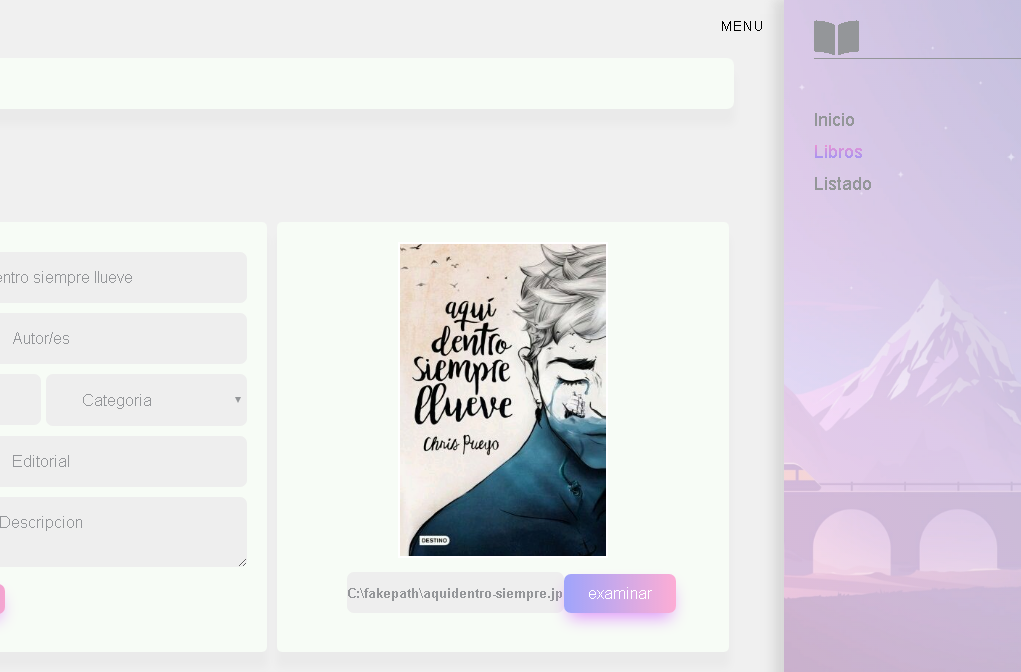 MENU
Inicio
Libros
Listado
entro siempre llueve
Autor/es
Categoria
Editorial
Descripcion
aquí
dentro
siempre
llueve
Chris Pueyo
DESTINO
C:\fakepath\aquidentro-siempre.jp
examinar